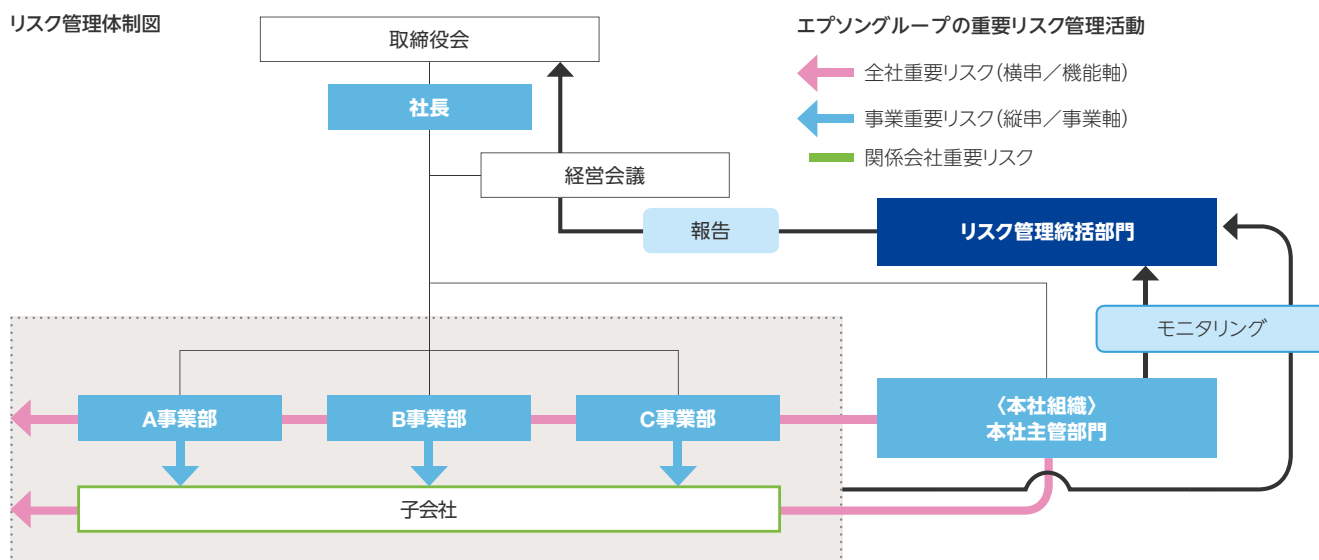 リスク管理体制図
取締役会
エプソングループの重要リスク管理活動
全社重要リスク（横串／機能軸）
社長
事業重要リスク（縦串／事業軸）
関係会社重要リスク
経営会議
報告
リスク管理統括部門
モニタリング
A事業部
B事業部
C事業部
〈本社組織〉
本社主管部門
子会社